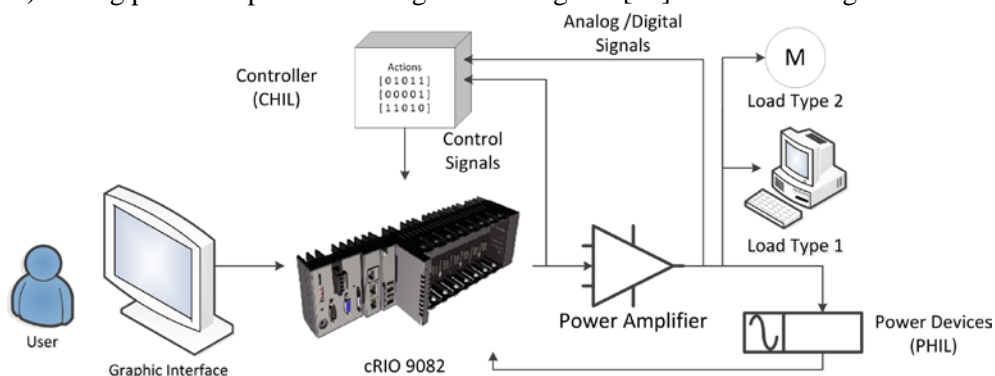 Analog /Digital
Signals
Actions
[01011]
[00001]
[11010]
Controller
(CHIL)
M
Load Type 2
Control
Signals
Load Type 1
Power Amplifier
Power Devices
(PHIL)
User
Graphic Interface
cRIO 9082